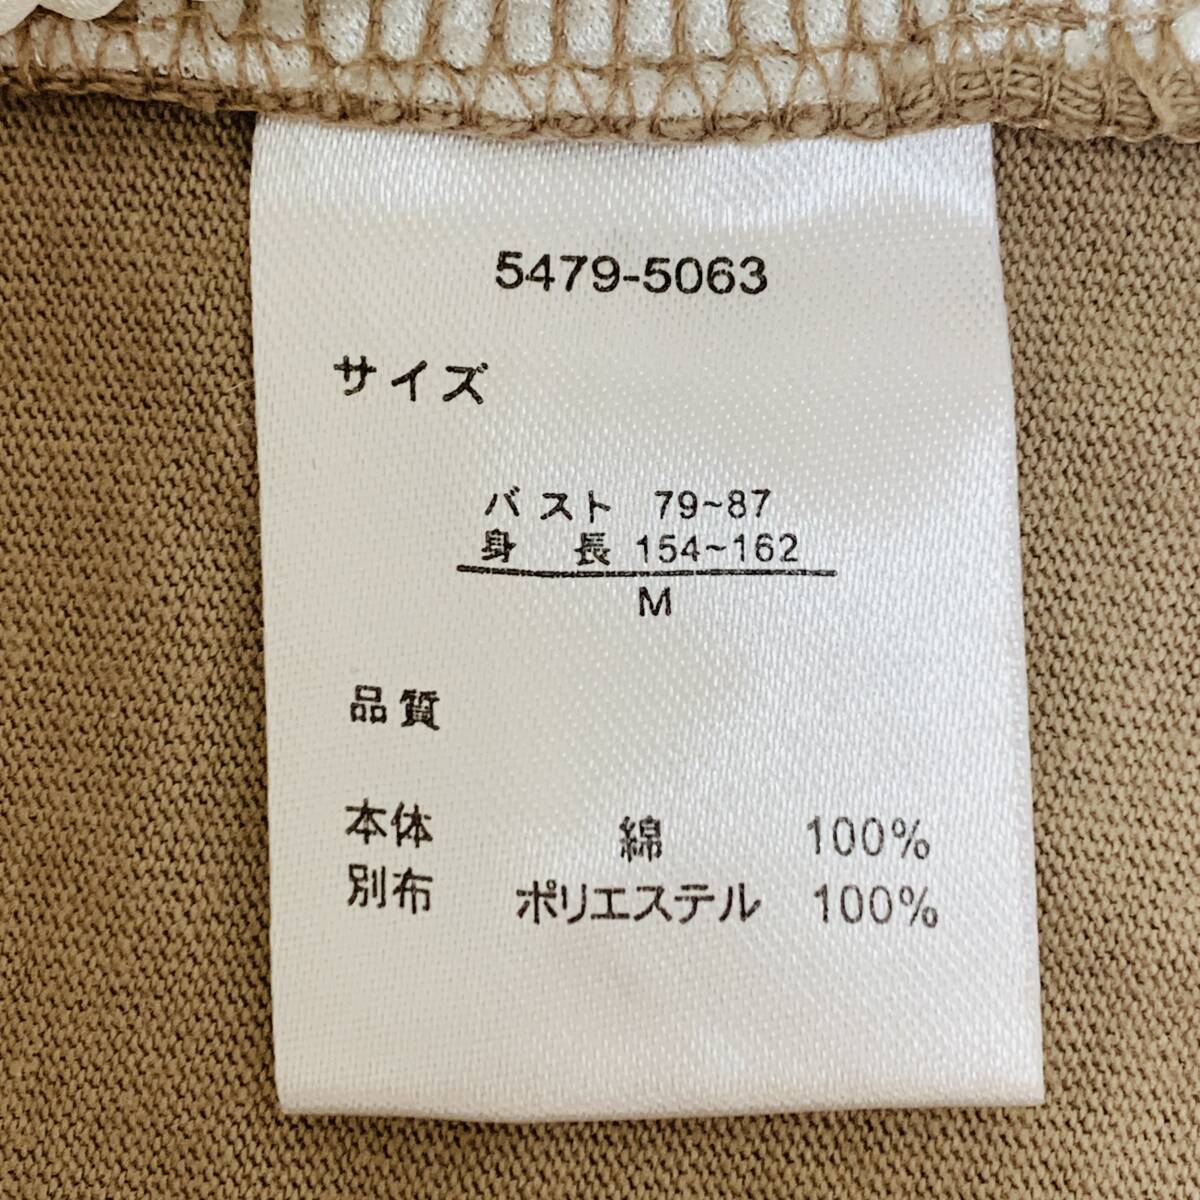 5479-5063
サイズ
バスト 79~87
身 長 154~162
M
品質
本体 綿 100%
別布 ポリエステル 100%